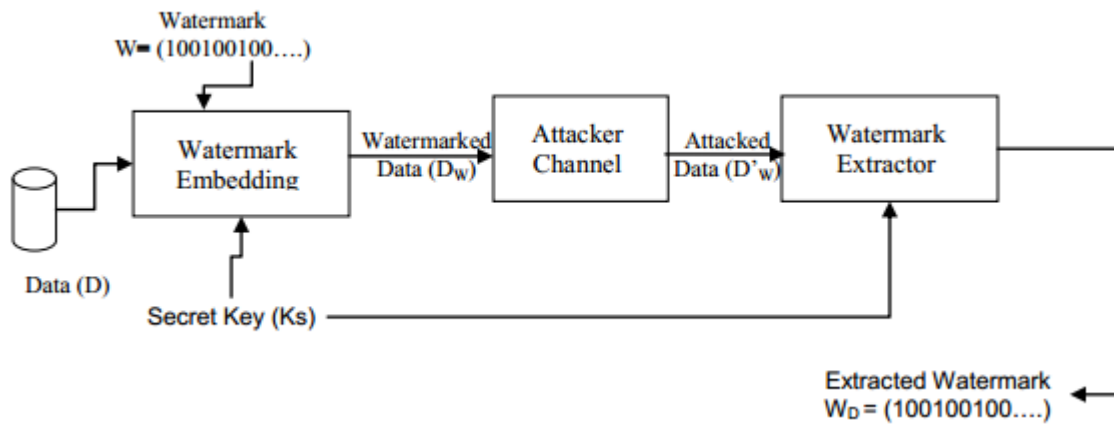 Watermark
W= (100100100….)
Watermark
Embedding
Watermarked
Data (DW)
Attacker
Channel
Attacked
Data (D’W)
Watermark
Extractor
Data (D)
Secret Key (Ks)
Extracted Watermark
WD = (100100100….)